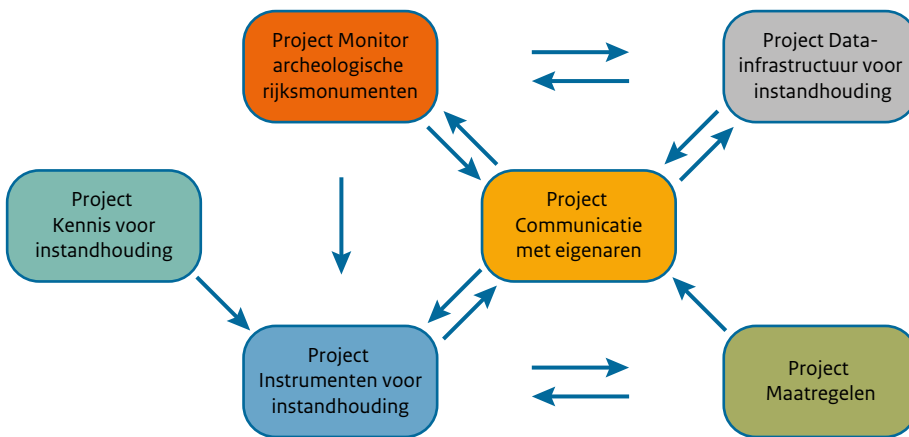 Project Monitor
archeologische
rijksmonumenten
Project Data-
infrastructuur voor
instandhouding
Project
Kennis voor
instandhouding
Project
Communicatie
met eigenaren
Project
Instrumenten voor
instandhouding
Project
Maatregelen